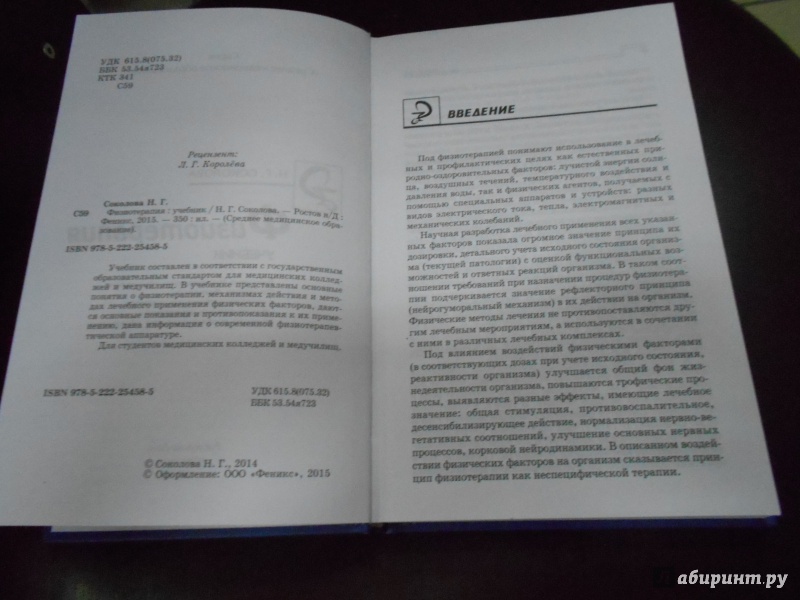 УДК 615.8(075.32)
ББК 53.54я723
КТК 341
С59
Рецензент:
Л. Г. Королёва
Соколова Н. Г.
С59 Физиотерапия : учебник / Н. Г. Соколова. — Ростов н/Д :
Феникс, 2015. — 350 : ил. — (Среднее медицинское обра-
зование).
ISBN 978-5-222-25458-5
Учебник составлен в соответствии с государственным
образовательным стандартом для медицинских коллед-
жей и медучилищ. В учебнике представлены основные
понятия о физиотерапии, механизмах действия и мето-
дах лечебного применения физических факторов, дают-
ся основные показания и противопоказания к их приме-
нению, дана информация о современной физиотерапев-
тической аппаратуре.
Для студентов медицинских колледжей и медучилищ.
ISBN 978-5-222-25458-5
УДК 615.8(075.32)
ББК 53.54я723
© Соколова Н. Г., 2014
© Оформление: ООО «Феникс», 2015
ВВЕДЕНИЕ
Под физиотерапией понимают использование в лечеб-
ных и профилактических целях как естественных при-
родно-оздоровительных факторов: лучистой энергии солн-
ца, воздушных течений, температурного воздействия и
давления воды, так и физических агентов, получаемых с
помощью специальных аппаратов и устройств: разных
видов электрического тока, тепла, электромагнитных и
механических колебаний.
Научная разработка лечебного применения всех указан-
ных факторов показала огромное значение принципа их
дозировки, детального учета исходного состояния организма
(текущей патологии) с оценкой функциональных воз-
можностей и ответных реакций организма. В таком соот-
ношении требований при назначении процедур физиотера-
пии подчеркивается значение рефлекторного принципа
(нейрогуморальный механизм) в их действии на организм.
Физические методы лечения не противопоставляются дру-
гим лечебным мероприятиям, а используются в сочетании
с ними в различных лечебных комплексах.
Под влиянием воздействий физическими факторами
(в соответствующих дозах при учете исходного состояния,
реактивности организма) улучшается общий фон жиз-
недеятельности организма, повышаются трофические про-
цессы, выявляются разные эффекты, имеющие лечебное
значение: общая стимуляция, противовоспалительное,
десенсибилизирующее действие, нормализация нервно-ве-
гетативных соотношений, улучшение основных нервных
процессов, корковой нейродинамики. В описанном воздей-
ствии физических факторов на организм сказывается прин-
цип физиотерапии как неспецифической терапии.
абиринт.ру